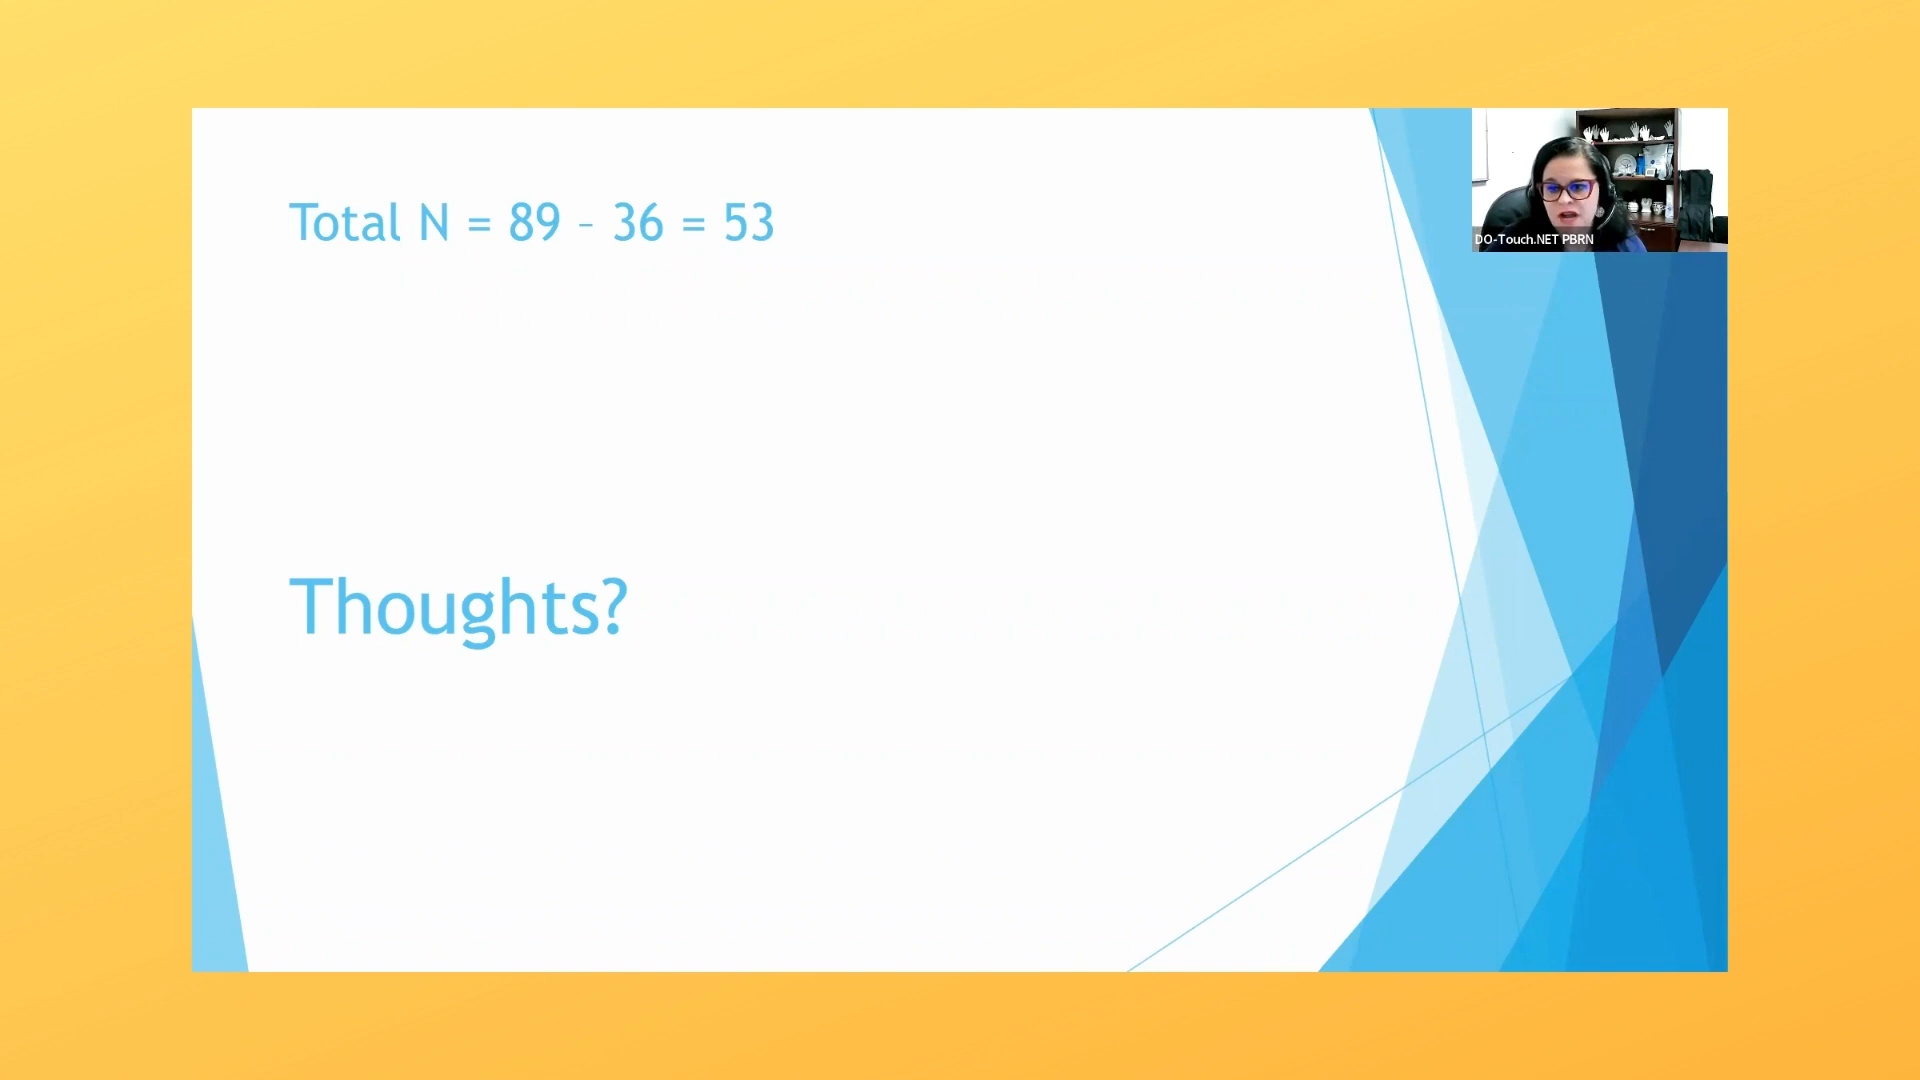 Total N = 89 – 36 = 53
DO-Touch.NET PBRN
Thoughts?